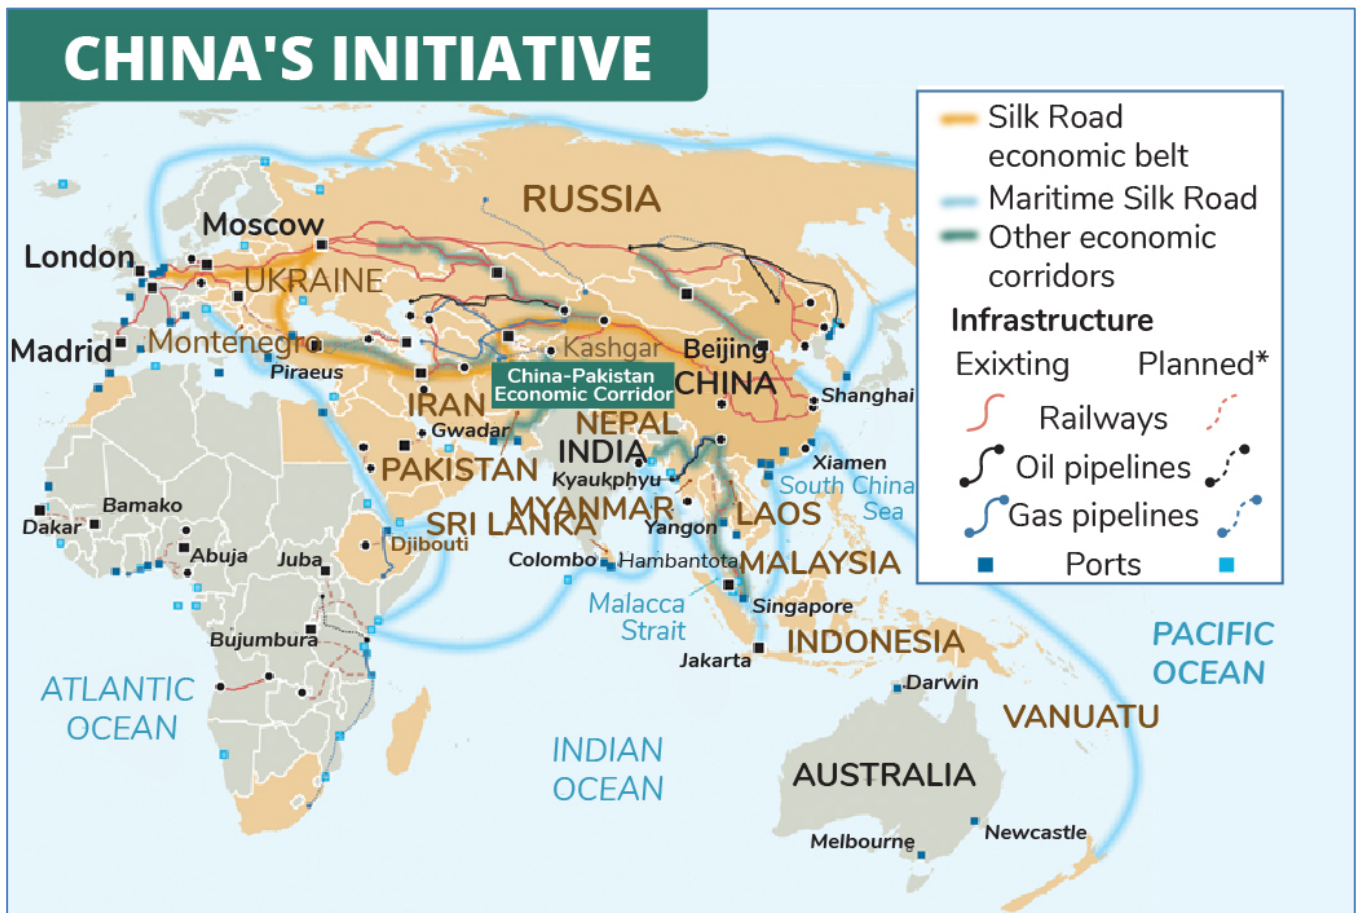 CHINA'S INITIATIVE
Silk Road
economic belt
Maritime Silk Road
Other economic
corridors
Infrastructure
Exixting
Planned*
Railways
Oil pipelines
Gas pipelines
Ports
RUSSIA
Moscow
London
UKRAINE
Madrid
Montenegro
Piraeus
Kashgar
Beijing
CHINA
China-Pakistan
Economic Corridor
Shanghai
IRAN
Gwadar
NEPAL
INDIA
PAKISTAN
Kyaukphyu
Xiamen
South China
Sea
Bamako
Dakar
MYANMAR
SRI LANKA
Yangon
LAOS
Djibouti
Abuja
Juba
Colombo
Hambantota
MALAYSIA
Malacca
Strait
Singapore
Bujumbura
INDONESIA
Jakarta
PACIFIC
OCEAN
ATLANTIC
OCEAN
Darwin
VANUATU
INDIAN
OCEAN
AUSTRALIA
Newcastle
Melbourne